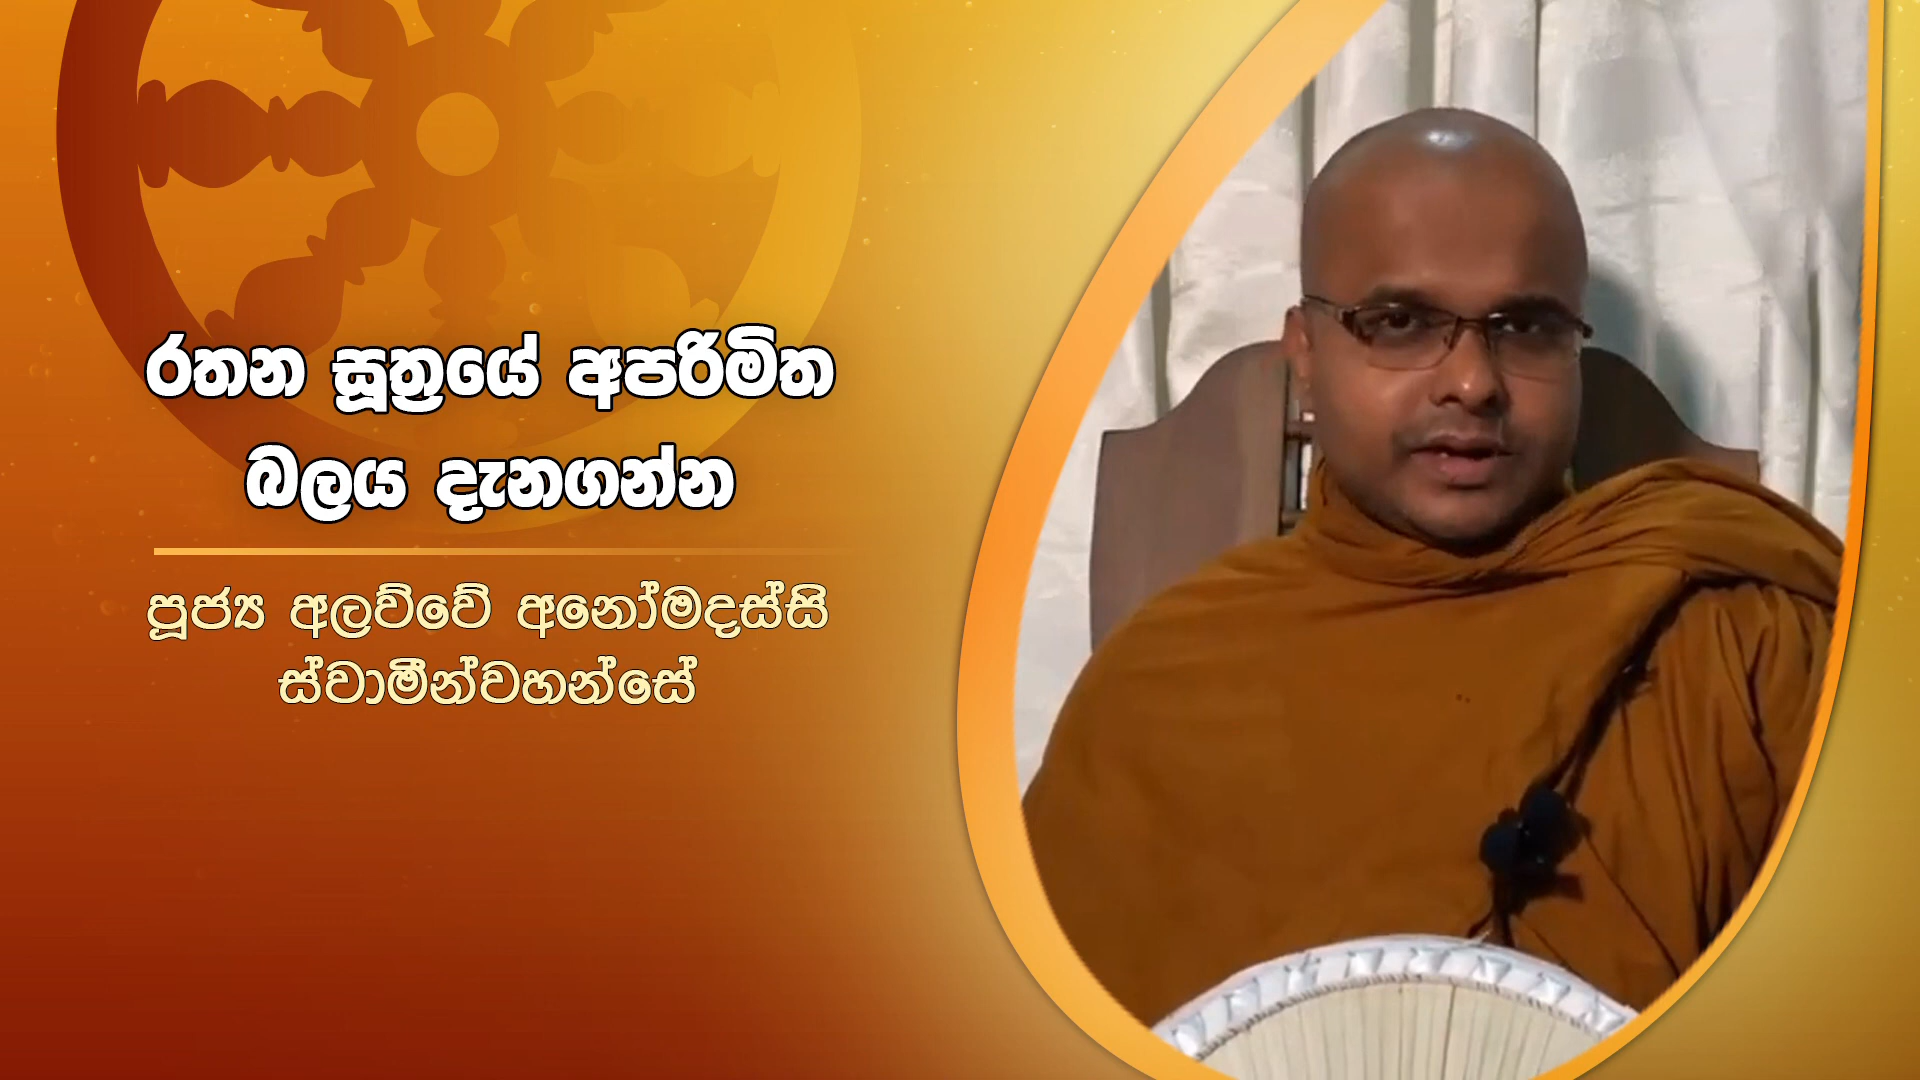 රතන සූත්‍රයේ අපරිමිත
බලය දැනගන්න
පූජ්‍ය අලව්වේ අනෝමදස්සි
ස්වාමීන්වහන්සේ